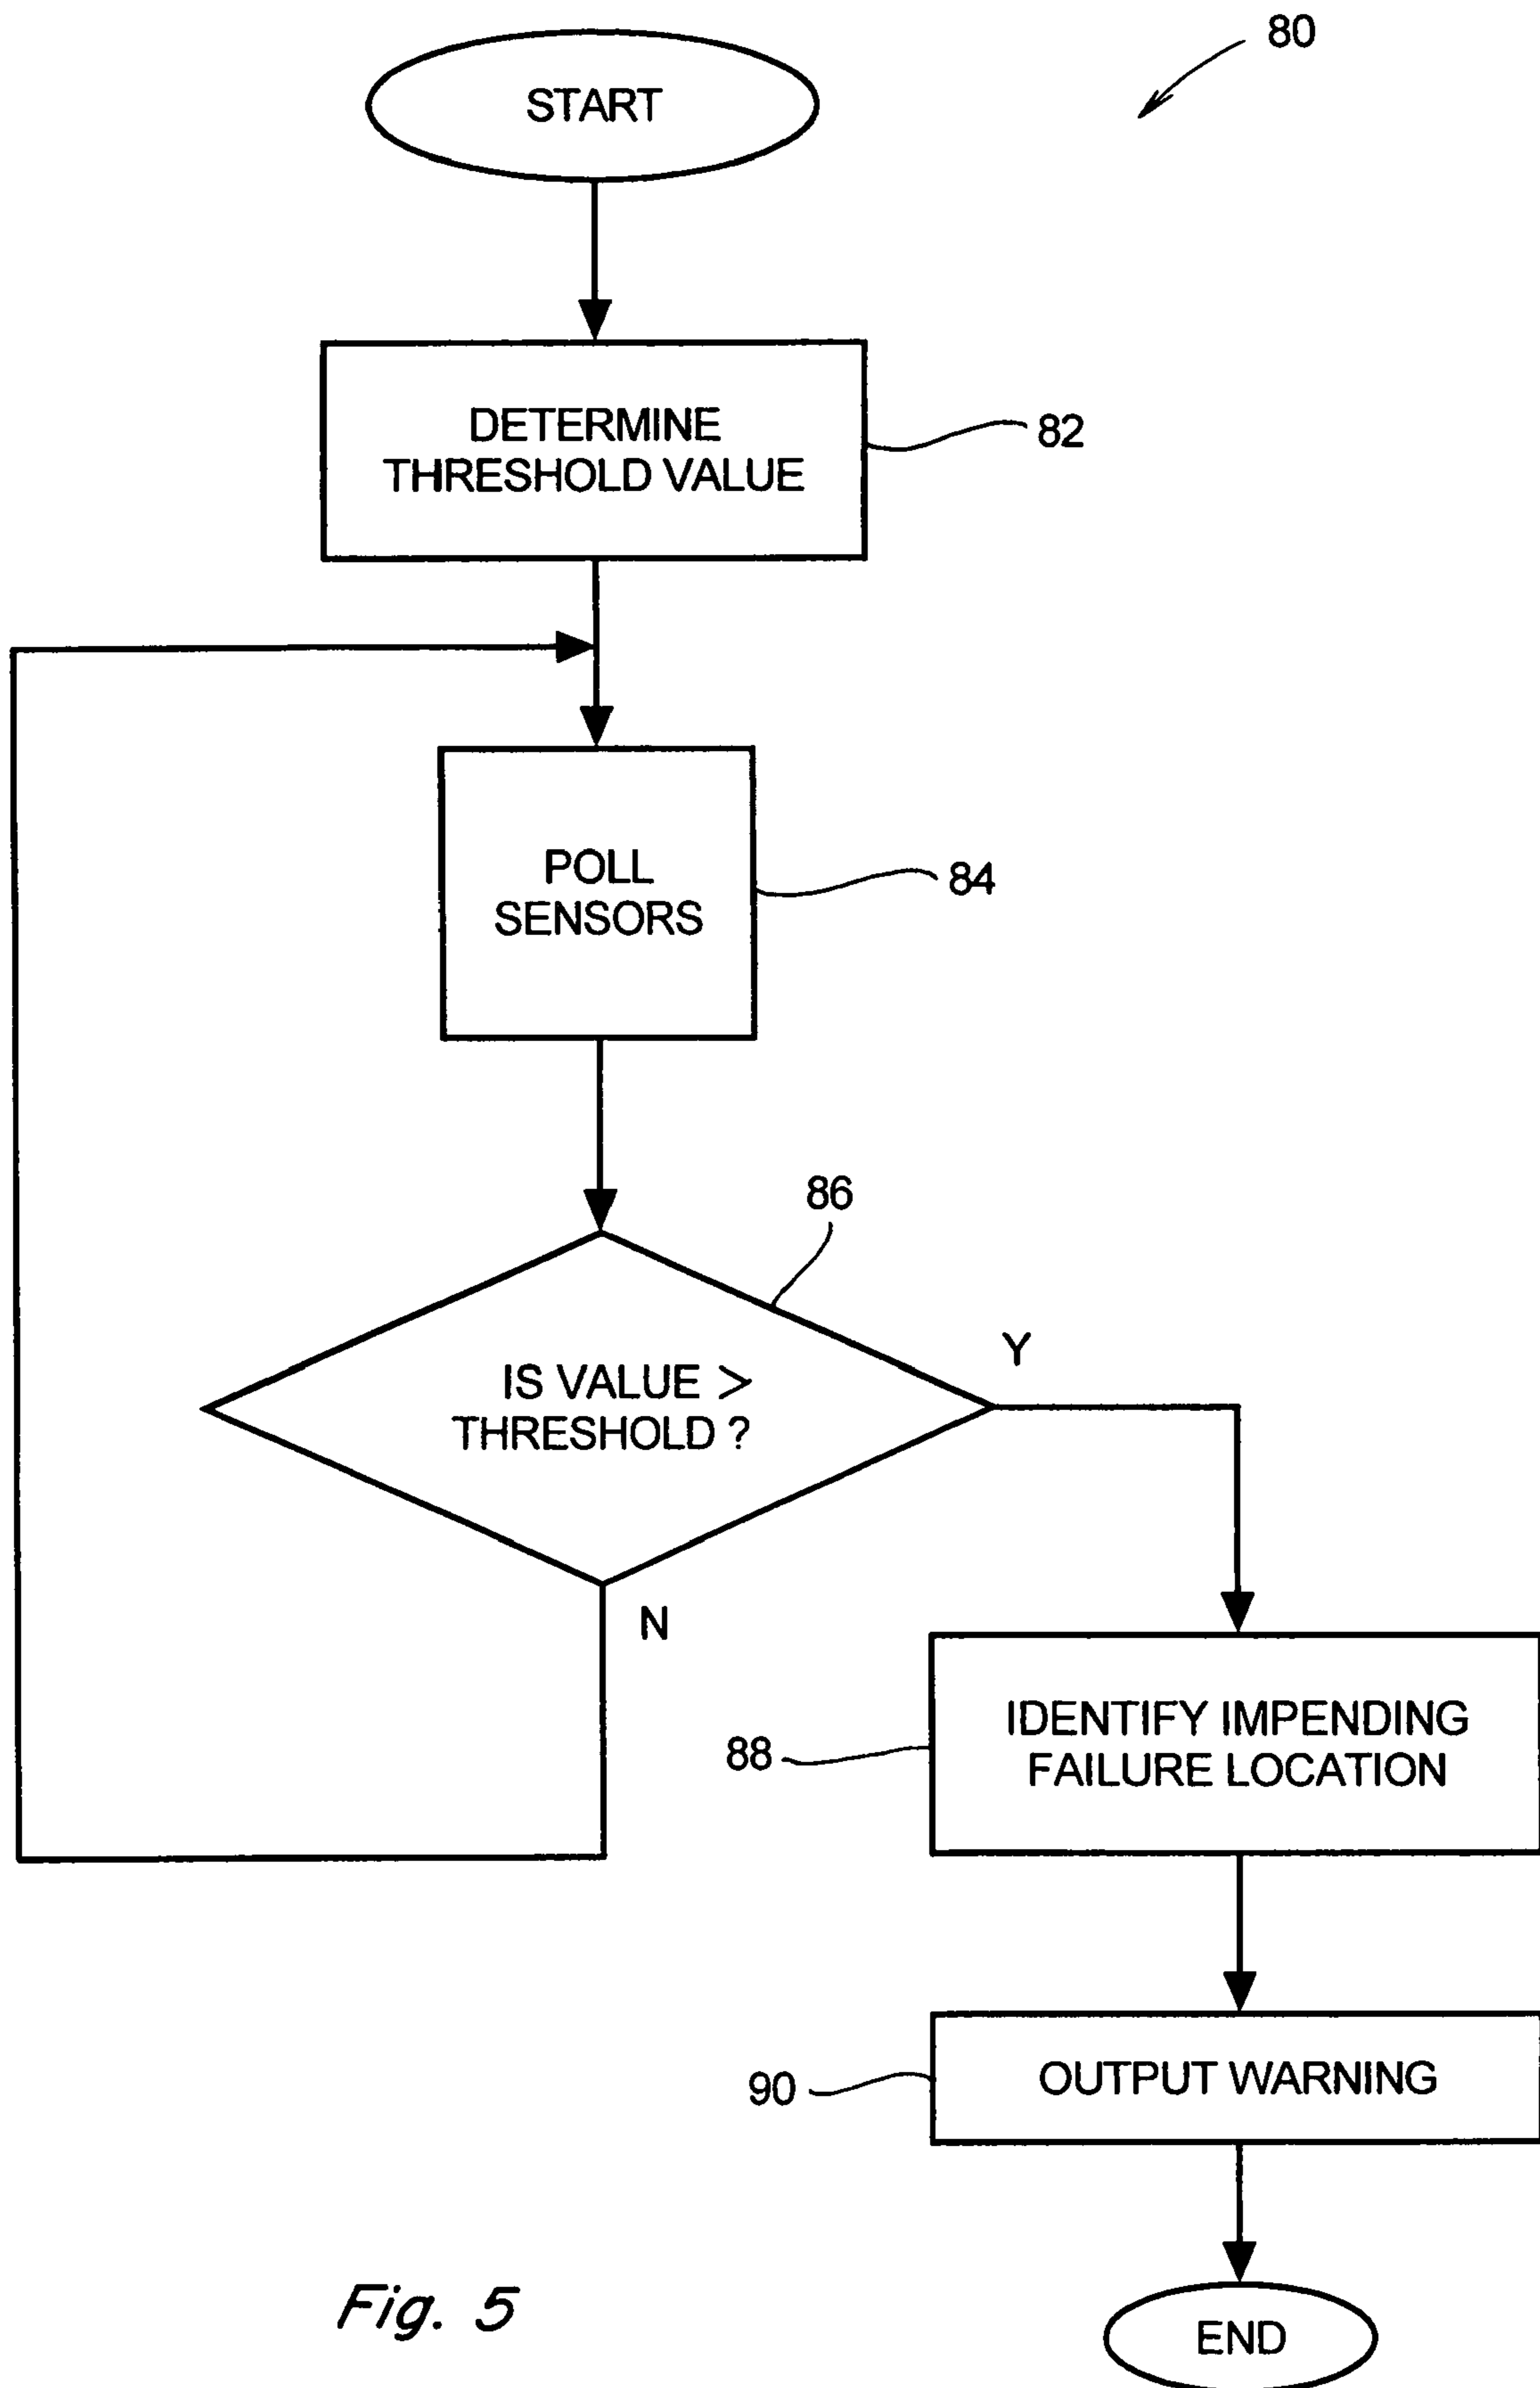 80
START
DETERMINE
THRESHOLD VALUE
82
POLL
SENSORS
84
86
IS VALUE >
THRESHOLD ?
Y
N
IDENTIFY IMPENDING
FAILURE LOCATION
88
OUTPUT WARNING
90
END
Fig. 5